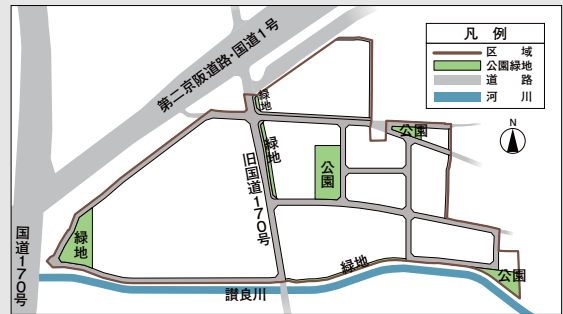 凡 例
区 域
公園緑地
道 路
河 川
N
第二京阪道路・国道1号
緑地
緑地
公園
公園
旧国道170号
緑地
国道170号
緑地
公園
讃良川